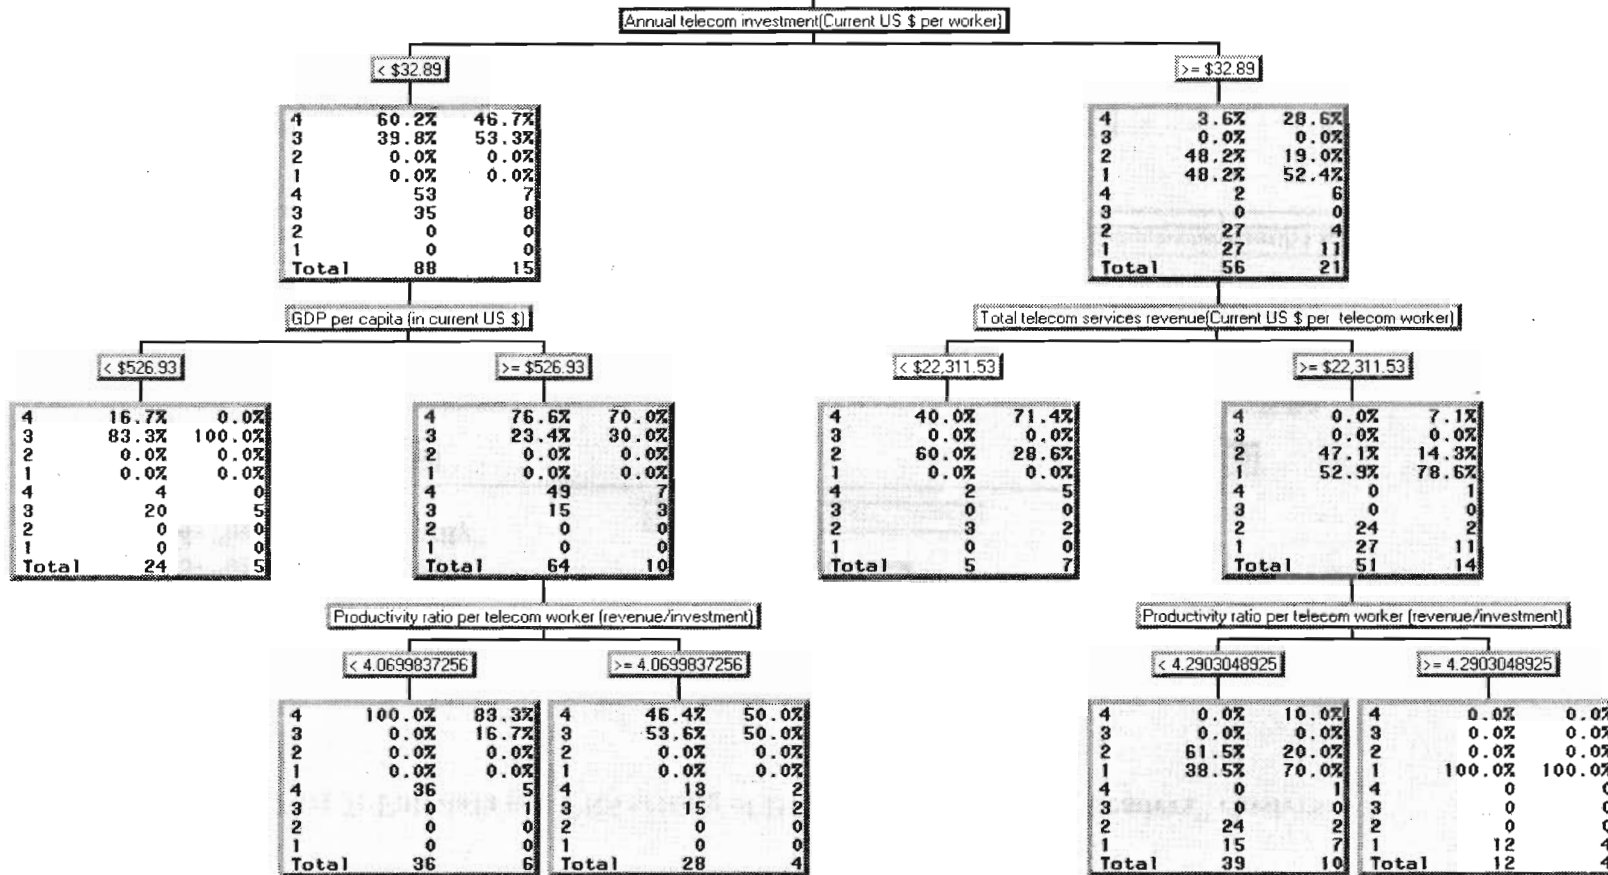 Annual telecom investment(Current US $ per worker)
< $32.89
>= $32.89
4 60.2% 46.7%
3 39.8% 53.3%
2 0.0% 0.0%
1 0.0% 0.0%
4 53 7
3 35 8
2 0 0
1 0 0
Total 88 15
4 3.6% 28.6%
3 0.0% 0.0%
2 48.2% 19.0%
1 48.2% 52.4%
4 2 6
3 0 0
2 27 4
1 27 11
Total 56 21
GDP per capita (in current US $)
Total telecom services revenue(Current US $ per telecom worker)
< $526.93
>= $526.93
< $22,311.53
>= $22,311.53
4 16.7% 0.0%
3 83.3% 100.0%
2 0.0% 0.0%
1 0.0% 0.0%
4 4 0
3 20 5
2 0 0
1 0 0
Total 24 5
4 76.6% 70.0%
3 23.4% 30.0%
2 0.0% 0.0%
1 0.0% 0.0%
4 49 7
3 15 3
2 0 0
1 0 0
Total 64 10
4 40.0% 71.4%
3 0.0% 0.0%
2 60.0% 28.6%
1 0.0% 0.0%
4 2 5
3 0 0
2 3 2
1 0 0
Total 5 7
4 0.0% 7.1%
3 0.0% 0.0%
2 47.1% 14.3%
1 52.9% 78.6%
4 0 1
3 0 0
2 24 2
1 27 11
Total 51 14
Productivity ratio per telecom worker (revenue/investment)
Productivity ratio per telecom worker (revenue/investment)
< 4.0699837256
>= 4.0699837256
< 4.2903048925
>= 4.2903048925
4 100.0% 83.3%
3 0.0% 16.7%
2 0.0% 0.0%
1 0.0% 0.0%
4 36 5
3 0 1
2 0 0
1 0 0
Total 36 6
4 46.4% 50.0%
3 53.6% 50.0%
2 0.0% 0.0%
1 0.0% 0.0%
4 13 2
3 15 2
2 0 0
1 0 0
Total 28 4
4 0.0% 10.0%
3 0.0% 0.0%
2 61.5% 20.0%
1 38.5% 70.0%
4 0 1
3 0 0
2 24 2
1 15 7
Total 39 10
4 0.0% 0.0%
3 0.0% 0.0%
2 0.0% 0.0%
1 100.0% 100.0%
4 0 0
3 0 0
2 0 0
1 12 4
Total 12 4